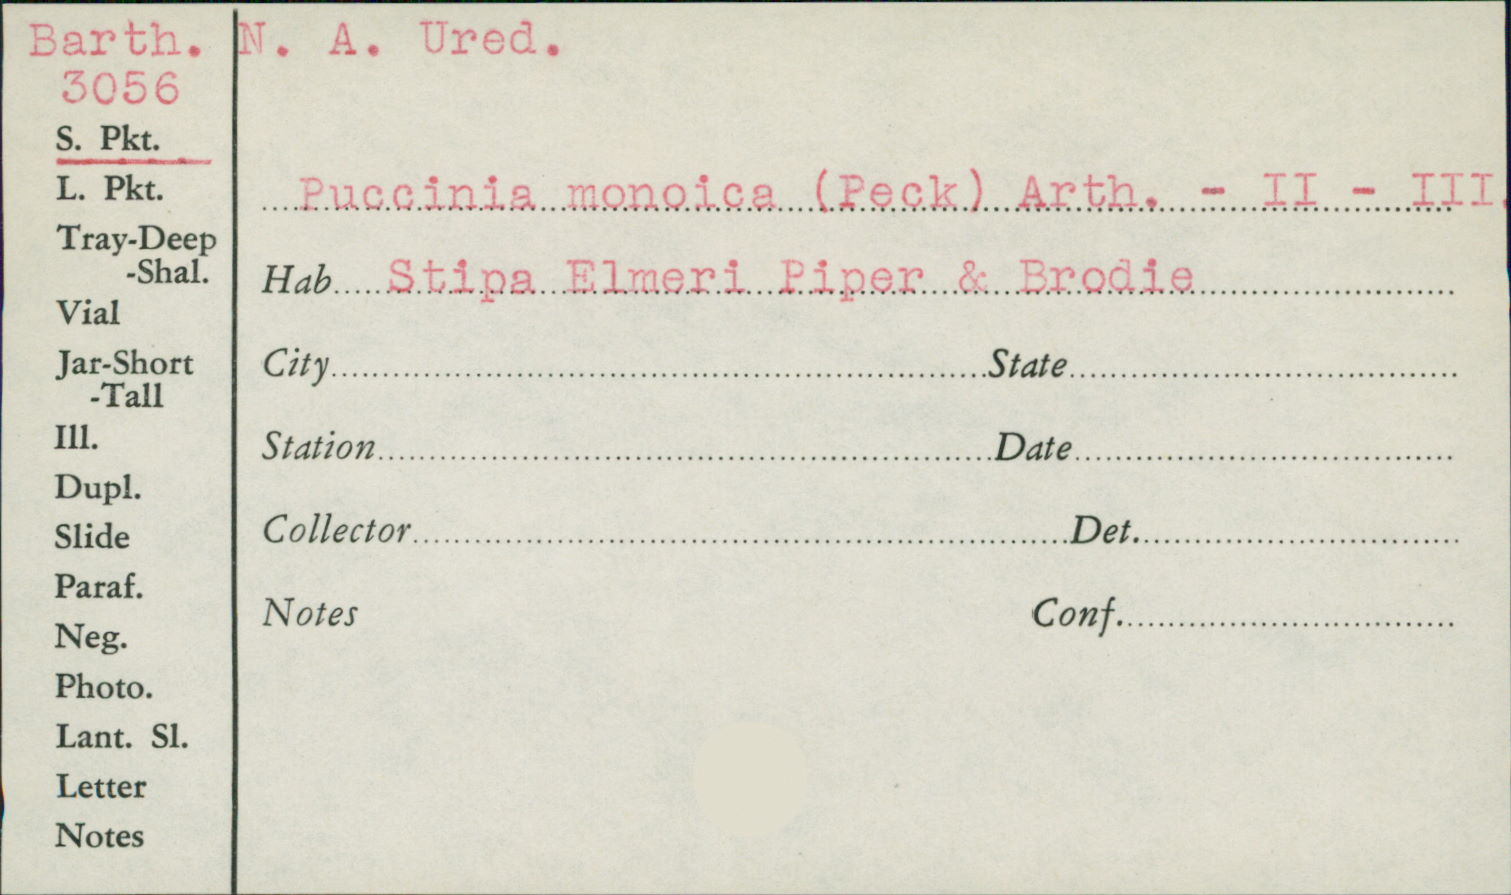 Barth. N. A. Ured.
3056
S. Pkt.
L. Pkt.
Tray-Deep
-Shal.
Vial
Jar-Short
-Tall
Ill.
Dupl.
Slide
Paraf.
Neg.
Photo.
Lant. Sl.
Letter
Notes
Puccinia monoica (Peck) Arth. - II - III.
Hab. Stipa Elmeri Piper & Brodie
City State
Station Date
Collector Det.
Notes Conf.